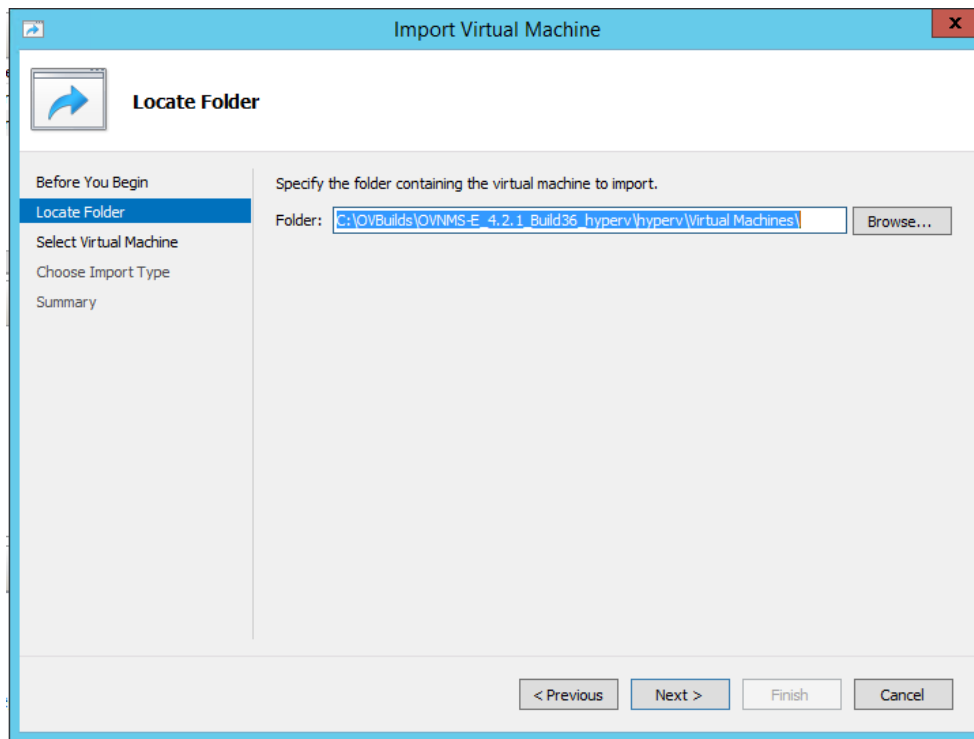 Import Virtual Machine
x
Locate Folder
Before You Begin
Locate Folder
Select Virtual Machine
Choose Import Type
Summary
Specify the folder containing the virtual machine to import.
Folder: C:\OVBuilds\OVNMS-E_4.2.1_Build36_hyperv\hyperv\Virtual Machines\ Browse...
< Previous Next > Finish Cancel